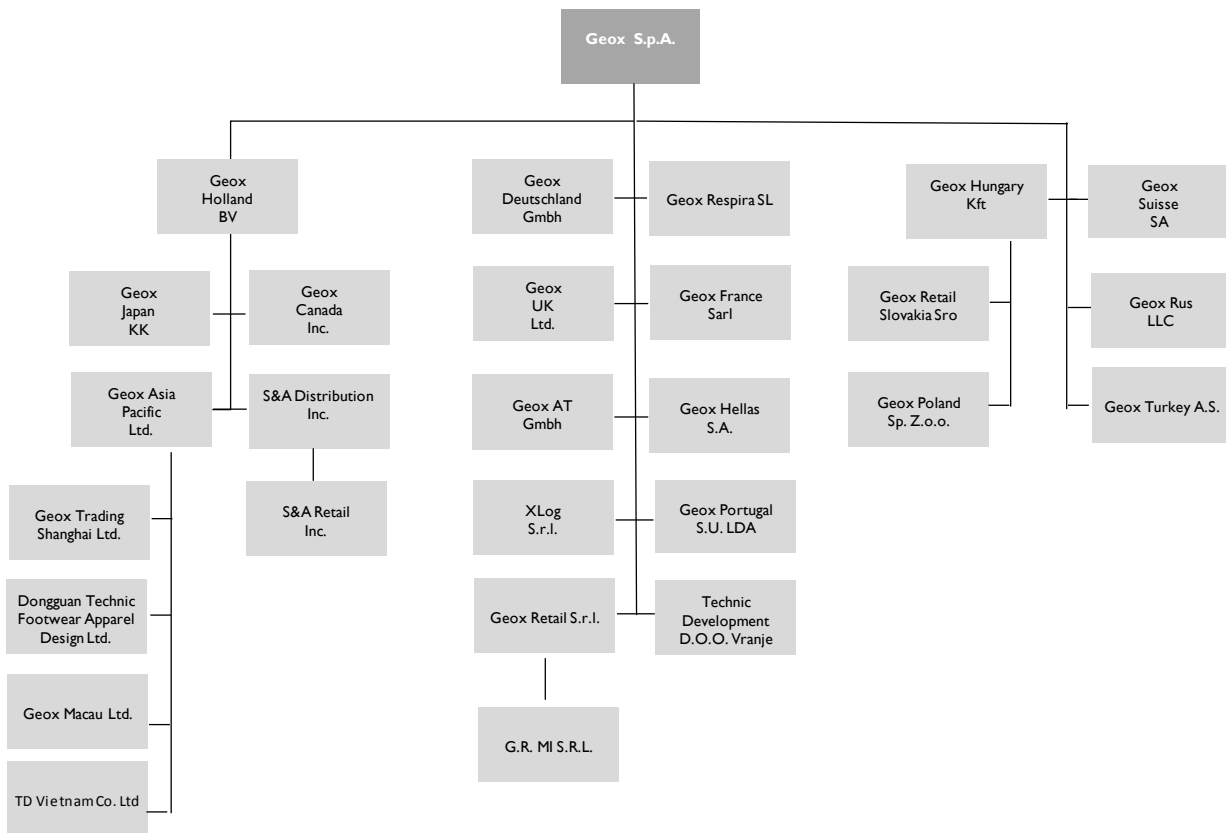 Geox S.p.A.
Geox
Holland
BV
Geox
Japan
KK
Geox
Canada
Inc.
Geox Asia
Pacific
Ltd.
S&A Distribution
Inc.
S&A Retail
Inc.
Geox Trading
Shanghai Ltd.
Dongguan Technic
Footwear Apparel
Design Ltd.
Geox Macau Ltd.
TD Vietnam Co. Ltd
Geox
Deutschland
Gmbh
Geox Respira SL
Geox
UK
Ltd.
Geox France
Sarl
Geox AT
Gmbh
Geox Hellas
S.A.
XLog
S.r.l.
Geox Portugal
S.U. LDA
Geox Retail S.r.l.
Technic
Development
D.O.O. Vranje
G.R. MI S.R.L.
Geox Hungary
Kft
Geox
Suisse
SA
Geox Retail
Slovakia Sro
Geox Rus
LLC
Geox Poland
Sp. Z.o.o.
Geox Turkey A.S.